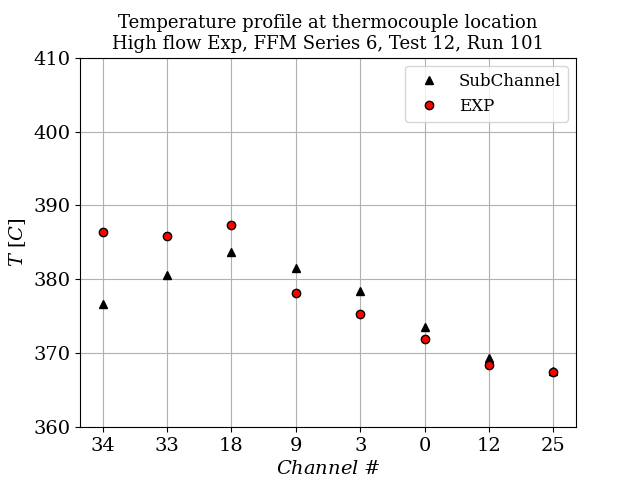 Temperature profile at thermocouple location
High flow Exp, FFM Series 6, Test 12, Run 101
410
400
390
380
370
360
T [C]
SubChannel
EXP
34 33 18 9 3 0 12 25
Channel #